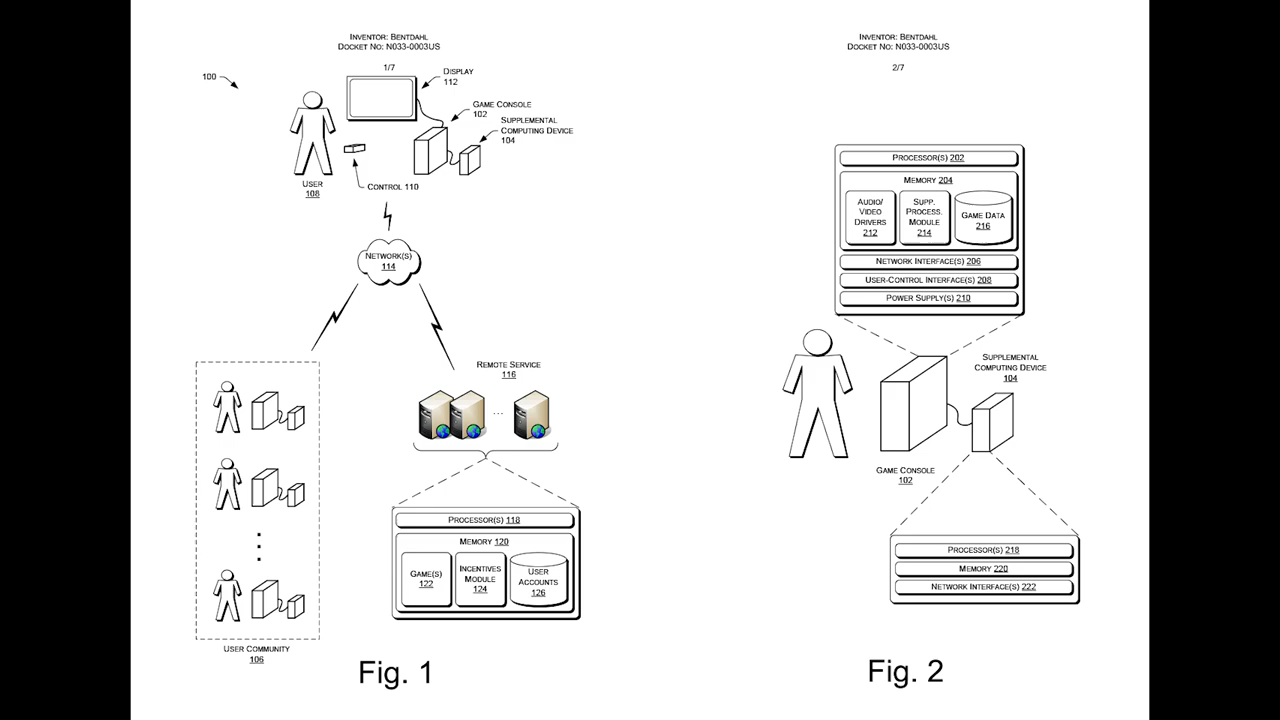 INVENTOR: BENTDAHL
DOCKET NO: N033-0003US
1/7
100
DISPLAY
112
GAME CONSOLE
102
SUPPLEMENTAL
COMPUTING DEVICE
104
USER
108
CONTROL 110
NETWORK(S)
114
REMOTE SERVICE
116
...
PROCESSOR(S) 118
MEMORY 120
GAME(S)
122
INCENTIVES
MODULE
124
USER
ACCOUNTS
126
USER COMMUNITY
106
Fig. 1
INVENTOR: BENTDAHL
DOCKET NO: N033-0003US
2/7
PROCESSOR(S) 202
MEMORY 204
AUDIO/
VIDEO
DRIVERS
212
SUPP.
PROCESS.
MODULE
214
GAME DATA
216
NETWORK INTERFACE(S) 206
USER-CONTROL INTERFACE(S) 208
POWER SUPPLY(S) 210
SUPPLEMENTAL
COMPUTING DEVICE
104
GAME CONSOLE
102
PROCESSOR(S) 218
MEMORY 220
NETWORK INTERFACE(S) 222
Fig. 2